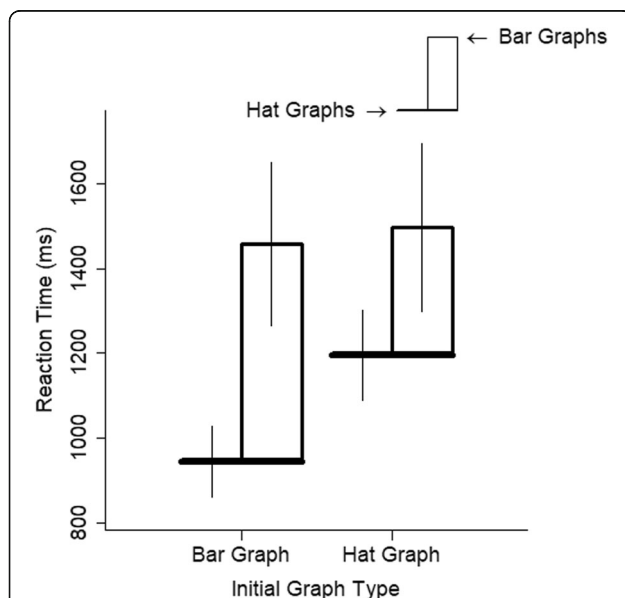 ← Bar Graphs
Hat Graphs →
Reaction Time (ms)
1600
1400
1200
1000
800
Bar Graph Hat Graph
Initial Graph Type